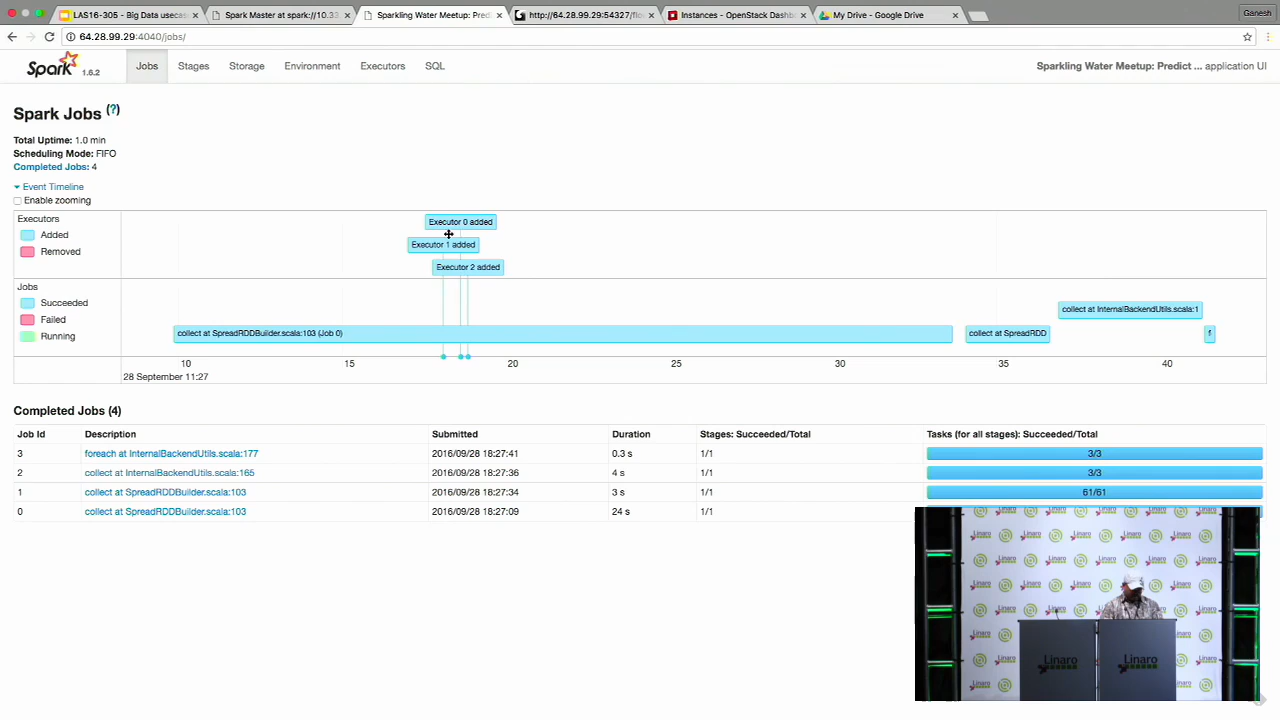 LAS16-305 - Big Data useca
Spark Master at spark://10.33
Sparkling Water Meetup: Predic
http://64.28.99.29:54327/flo
Instances - OpenStack Dashb
My Drive - Google Drive
Ganesh
64.28.99.29:4040/jobs/
Spark 1.6.2
Jobs
Stages
Storage
Environment
Executors
SQL
Sparkling Water Meetup: Predict ... application UI
Spark Jobs (?)
Total Uptime: 1.0 min
Scheduling Mode: FIFO
Completed Jobs: 4
Event Timeline
Enable zooming
Executors
Added
Removed
Executor 0 added
Executor 1 added
Executor 2 added
Jobs
Succeeded
Failed
Running
collect at InternalBackendUtils.scala:1
collect at SpreadRDDBuilder.scala:103 (Job 0)
collect at SpreadRDD
f
10 15 20 25 30 35 40
28 September 11:27
Completed Jobs (4)
Job Id Description Submitted Duration Stages: Succeeded/Total Tasks (for all stages): Succeeded/Total
3 foreach at InternalBackendUtils.scala:177 2016/09/28 18:27:41 0.3 s 1/1 3/3
2 collect at InternalBackendUtils.scala:165 2016/09/28 18:27:36 4 s 1/1 3/3
1 collect at SpreadRDDBuilder.scala:103 2016/09/28 18:27:34 3 s 1/1 61/61
0 collect at SpreadRDDBuilder.scala:103 2016/09/28 18:27:09 24 s 1/1
Linaro
Linaro